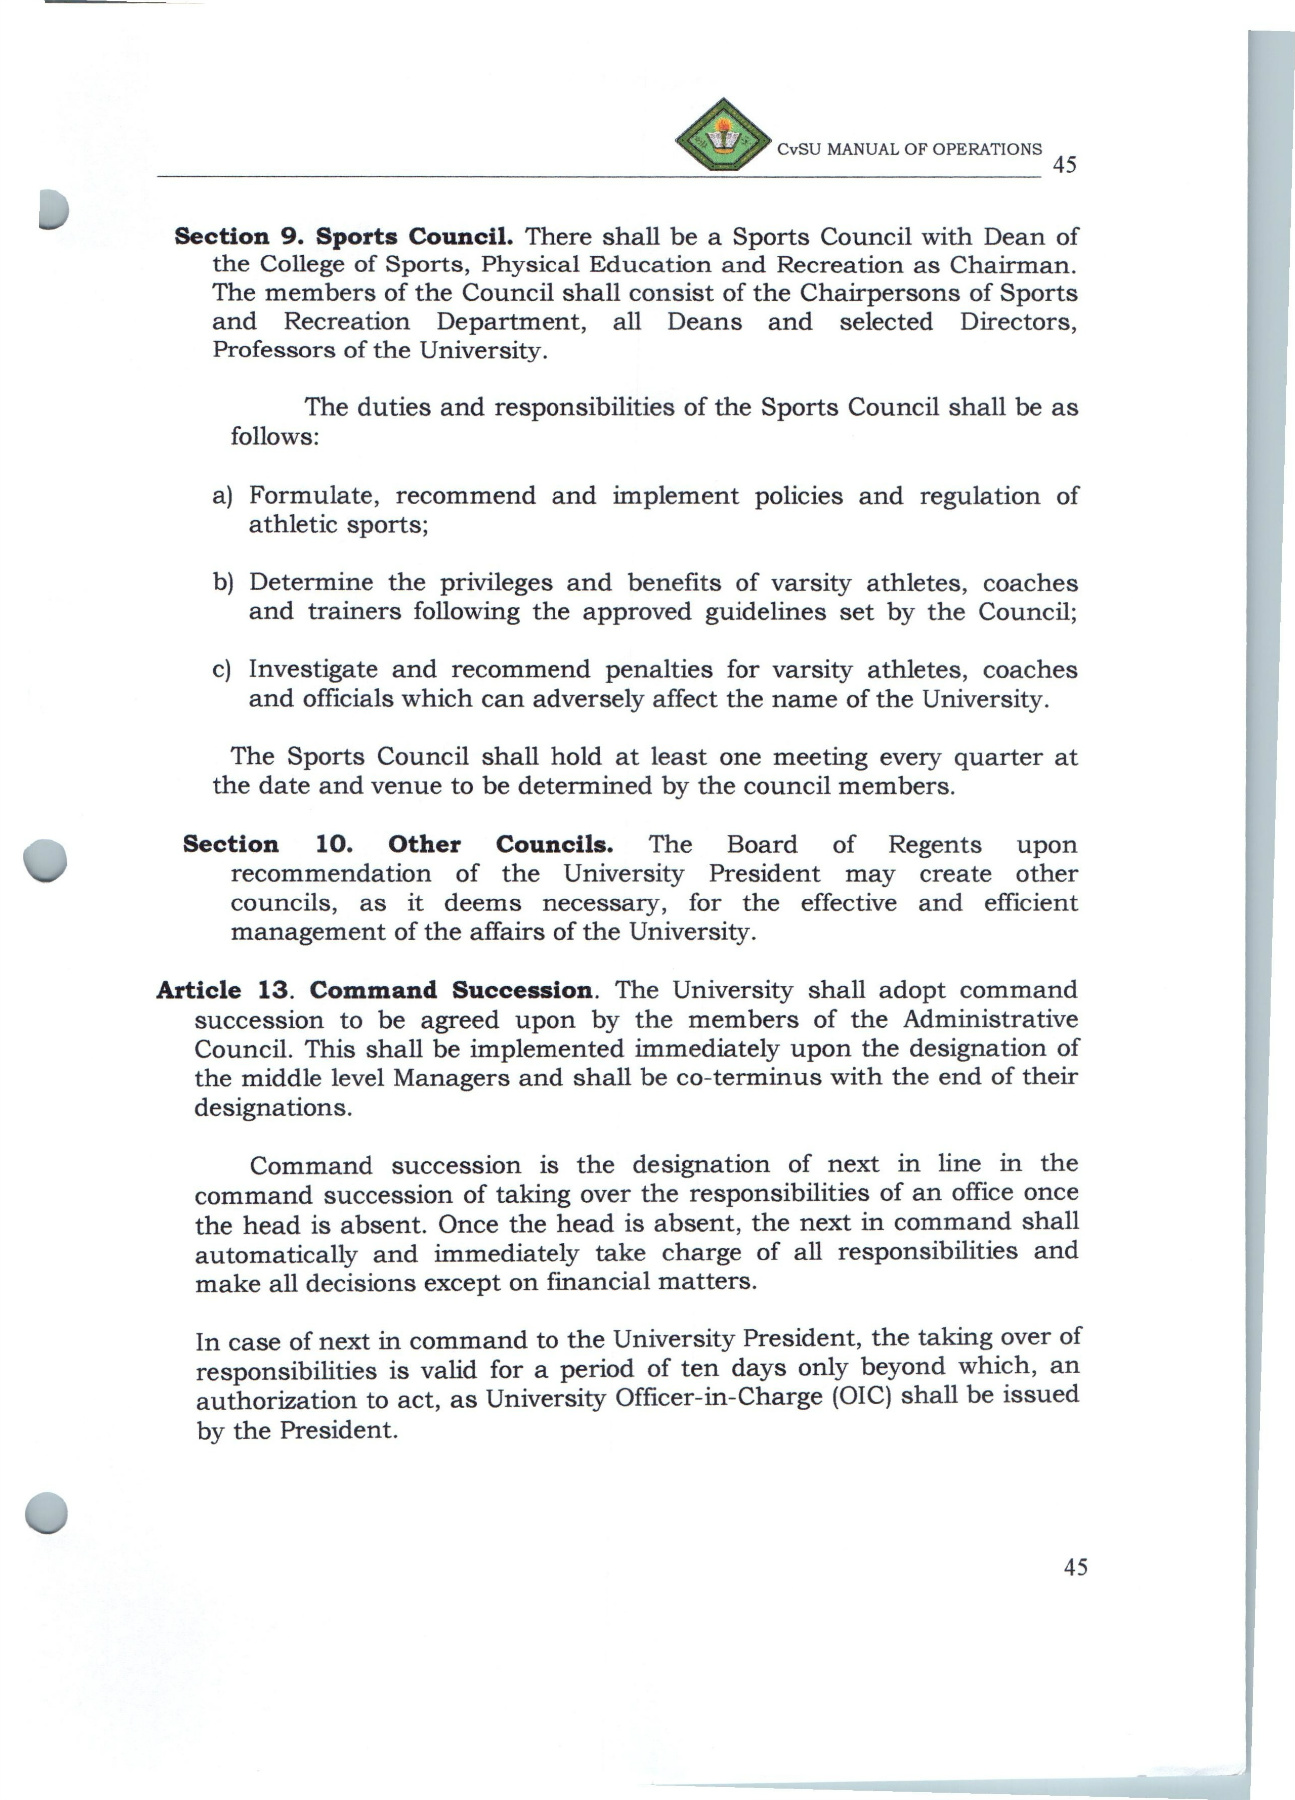 CvSU MANUAL OF OPERATIONS
45
Section 9. Sports Council. There shall be a Sports Council with Dean of
the College of Sports, Physical Education and Recreation as Chairman.
The members of the Council shall consist of the Chairpersons of Sports
and Recreation Department, all Deans and selected Directors,
Professors of the University.
The duties and responsibilities of the Sports Council shall be as
follows:
a) Formulate, recommend and implement policies and regulation of
athletic sports;
b) Determine the privileges and benefits of varsity athletes, coaches
and trainers following the approved guidelines set by the Council;
c) Investigate and recommend penalties for varsity athletes, coaches
and officials which can adversely affect the name of the University.
The Sports Council shall hold at least one meeting every quarter at
the date and venue to be determined by the council members.
Section 10. Other Councils. The Board of Regents upon
recommendation of the University President may create other
councils, as it deems necessary, for the effective and efficient
management of the affairs of the University.
Article 13. Command Succession. The University shall adopt command
succession to be agreed upon by the members of the Administrative
Council. This shall be implemented immediately upon the designation of
the middle level Managers and shall be co-terminus with the end of their
designations.
Command succession is the designation of next in line in the
command succession of taking over the responsibilities of an office once
the head is absent. Once the head is absent, the next in command shall
automatically and immediately take charge of all responsibilities and
make all decisions except on financial matters.
In case of next in command to the University President, the taking over of
responsibilities is valid for a period of ten days only beyond which, an
authorization to act, as University Officer-in-Charge (OIC) shall be issued
by the President.
45